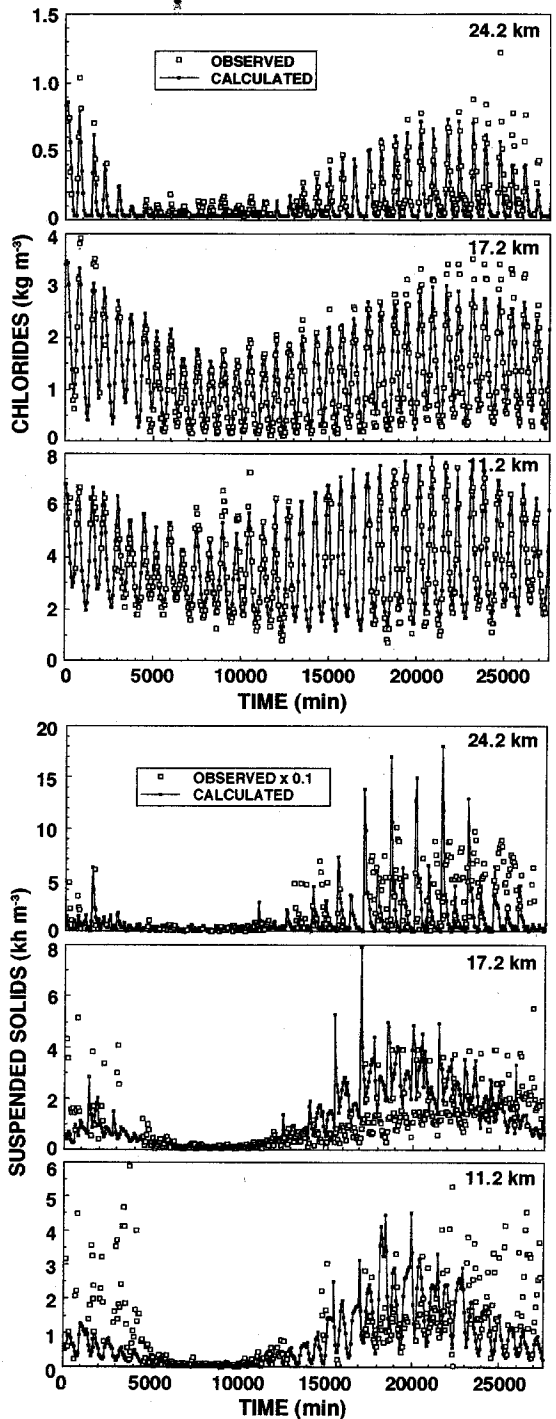 1.5
24.2 km
OBSERVED
CALCULATED
1.0
0.5
0
CHLORIDES (kg m-3)
4
17.2 km
3
2
1
0
8
11.2 km
6
4
2
0
0 5000 10000 15000 20000 25000
TIME (min)
SUSPENDED SOLIDS (kh m-3)
20
24.2 km
OBSERVED x 0.1
CALCULATED
15
10
5
0
8
17.2 km
6
4
2
0
6
11.2 km
5
4
3
2
1
0
0 5000 10000 15000 20000 25000
TIME (min)